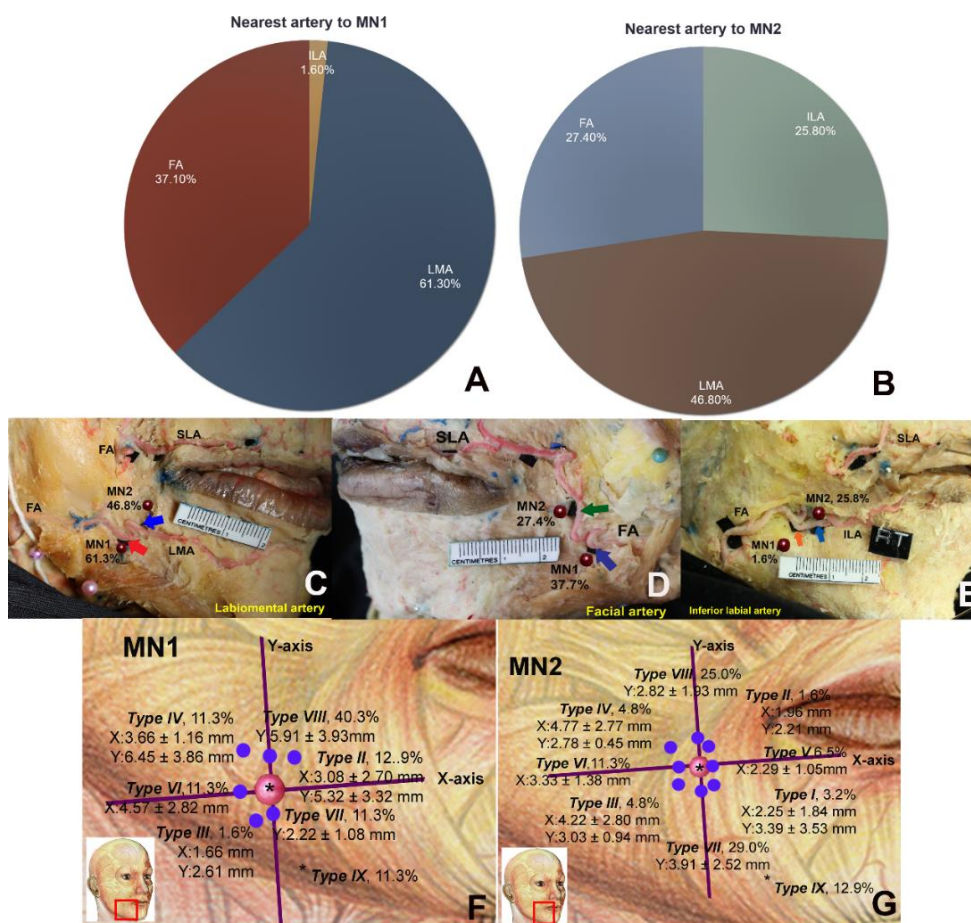 Nearest artery to MN1
ILA
1.60%
FA
37.10%
LMA
61.30%
A
Nearest artery to MN2
FA
27.40%
ILA
25.80%
LMA
46.80%
B
SLA
FA
MN2
46.8%
FA
MN1
61.3%
LMA
CENTIMETRES 1 2
C
Labiomental artery
SLA
MN2
27.4%
FA
CENTIMETRES 1 2
MN1
37.7%
D
Facial artery
SLA
MN2, 25.8%
FA
ILA
RT
MN1
1.6%
CENTIMETRES 1 2
E
Inferior labial artery
MN1
Y-axis
Type IV, 11.3%
X:3.66 ± 1.16 mm
Y:6.45 ± 3.86 mm
Type VIII, 40.3%
Y:5.91 ± 3.93mm
Type II, 12..9%
X:3.08 ± 2.70 mm
X-axis
Y:5.32 ± 3.32 mm
Type VI,11.3%
X:4.57 ± 2.82 mm
*
Type VII, 11.3%
Y:2.22 ± 1.08 mm
Type III, 1.6%
X:1.66 mm
Y:2.61 mm
* Type IX, 11.3%
F
MN2
Y-axis
Type VIII, 25.0%
Y:2.82 ± 1.93 mm
Type IV, 4.8%
X:4.77 ± 2.77 mm
Y:2.78 ± 0.45 mm
Type II, 1.6%
X:1.96 mm
Y:2.21 mm
Type V 6.5%
X:2.29 ± 1.05mm
X-axis
Type VI,11.3%
X:3.33 ± 1.38 mm
*
Type III, 4.8%
X:4.22 ± 2.80 mm
Y:3.03 ± 0.94 mm
Type I, 3.2%
X:2.25 ± 1.84 mm
Y:3.39 ± 3.53 mm
Type VII, 29.0%
Y:3.91 ± 2.52 mm
* Type IX, 12.9%
G